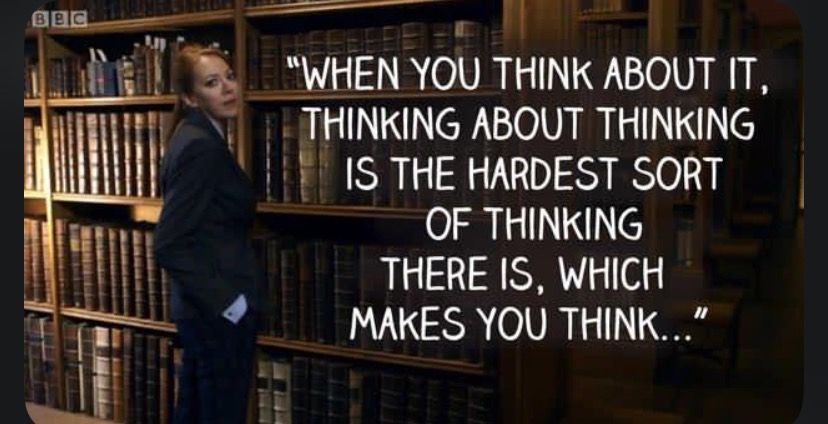 BBC
"WHEN YOU THINK ABOUT IT,
THINKING ABOUT THINKING
IS THE HARDEST SORT
OF THINKING
THERE IS, WHICH
MAKES YOU THINK..."